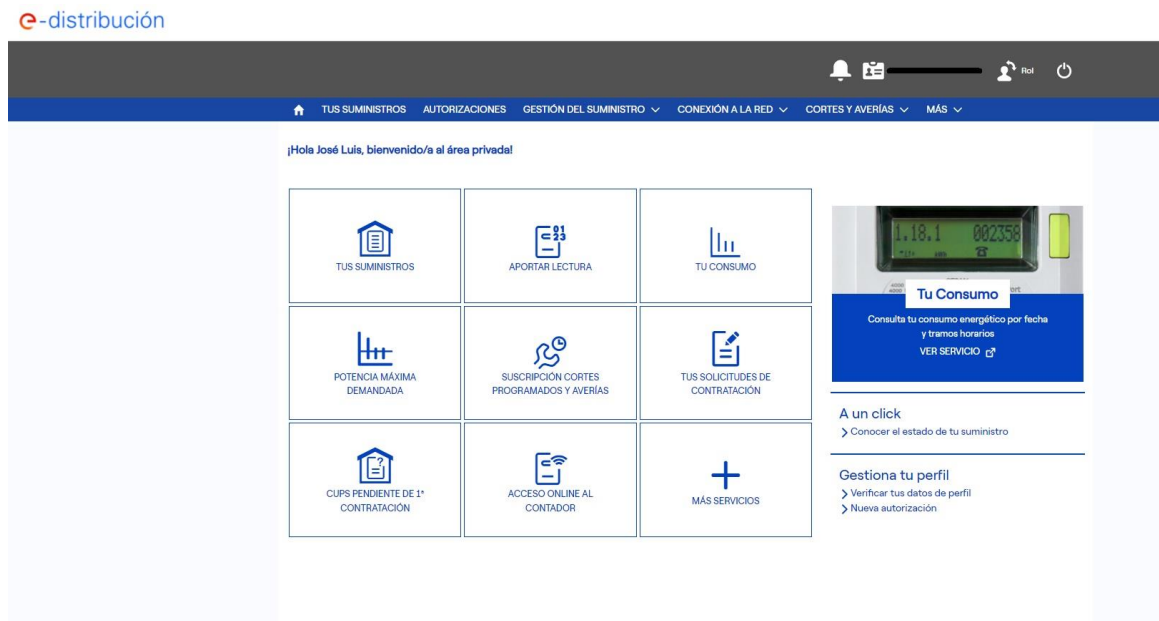 e-distribución
Rol
TUS SUMINISTROS AUTORIZACIONES GESTIÓN DEL SUMINISTRO CONEXIÓN A LA RED CORTES Y AVERÍAS MÁS
¡Hola José Luis, bienvenido/a al área privada!
TUS SUMINISTROS
APORTAR LECTURA
TU CONSUMO
POTENCIA MÁXIMA
DEMANDADA
SUSCRIPCIÓN CORTES
PROGRAMADOS Y AVERÍAS
TUS SOLICITUDES DE
CONTRATACIÓN
CUPS PENDIENTE DE 1ª
CONTRATACIÓN
ACCESO ONLINE AL
CONTADOR
MÁS SERVICIOS
1.18.1 002358
Tu Consumo
Consulta tu consumo energético por fecha
y tramos horarios
VER SERVICIO
A un click
Conocer el estado de tu suministro
Gestiona tu perfil
Verificar tus datos de perfil
Nueva autorización